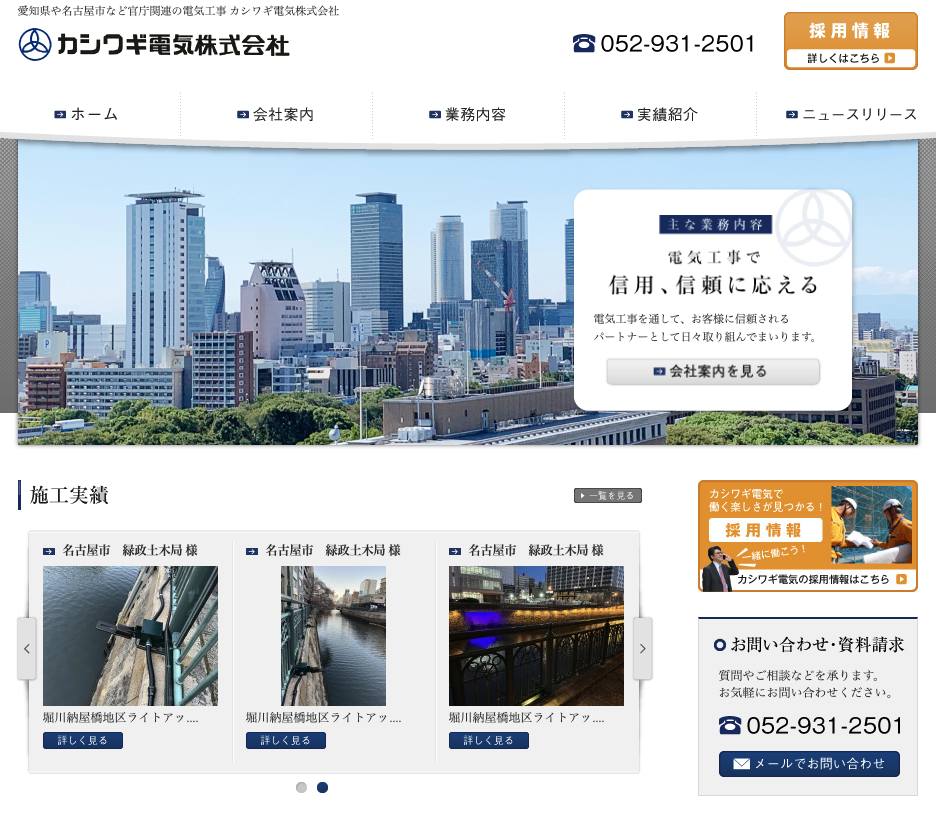 愛知県や名古屋市など官庁関連の電気工事 カシワギ電気株式会社
カシワギ電気株式会社
052-931-2501
採用情報
詳しくはこちら
ホーム
会社案内
業務内容
実績紹介
ニュースリリース
主な業務内容
電気工事で
信用、信頼に応える
電気工事を通して、お客様に信頼される
パートナーとして日々取り組んでまいります。
会社案内を見る
P
施工実績
一覧を見る
名古屋市 緑政土木局 様
名古屋市 緑政土木局 様
名古屋市 緑政土木局 様
堀川納屋橋地区ライトアッ....
堀川納屋橋地区ライトアッ....
堀川納屋橋地区ライトアッ....
詳しく見る
詳しく見る
詳しく見る
カシワギ電気で
働く楽しさが見つかる！
採用情報
一緒に働こう！
カシワギ電気の採用情報はこちら
お問い合わせ・資料請求
質問やご相談などを承ります。
お気軽にお問い合わせください。
052-931-2501
メールでお問い合わせ